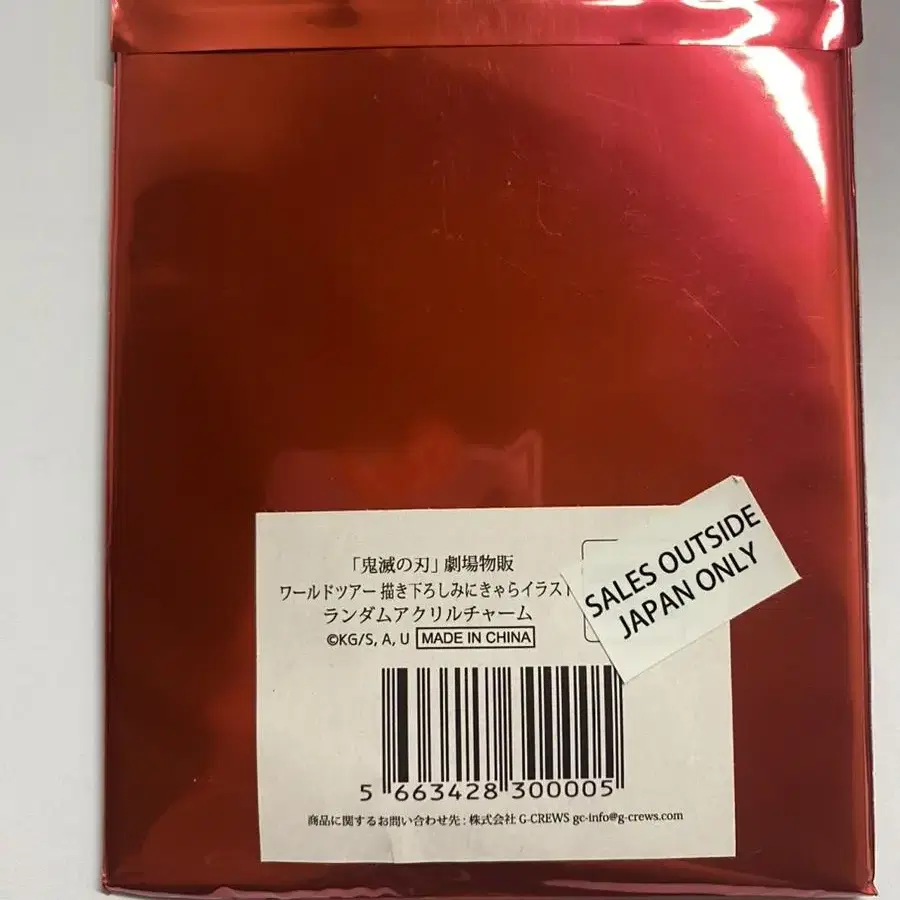 「鬼滅の刃」劇場物販
ワールドツアー 描き下ろしみにきゃらイラスト
ランダムアクリルチャーム
©KG/S, A, U MADE IN CHINA
SALES OUTSIDE
JAPAN ONLY
5 663428 300005
商品に関するお問い合わせ先 : 株式会社 G-CREWS gc-info@g-crews.com